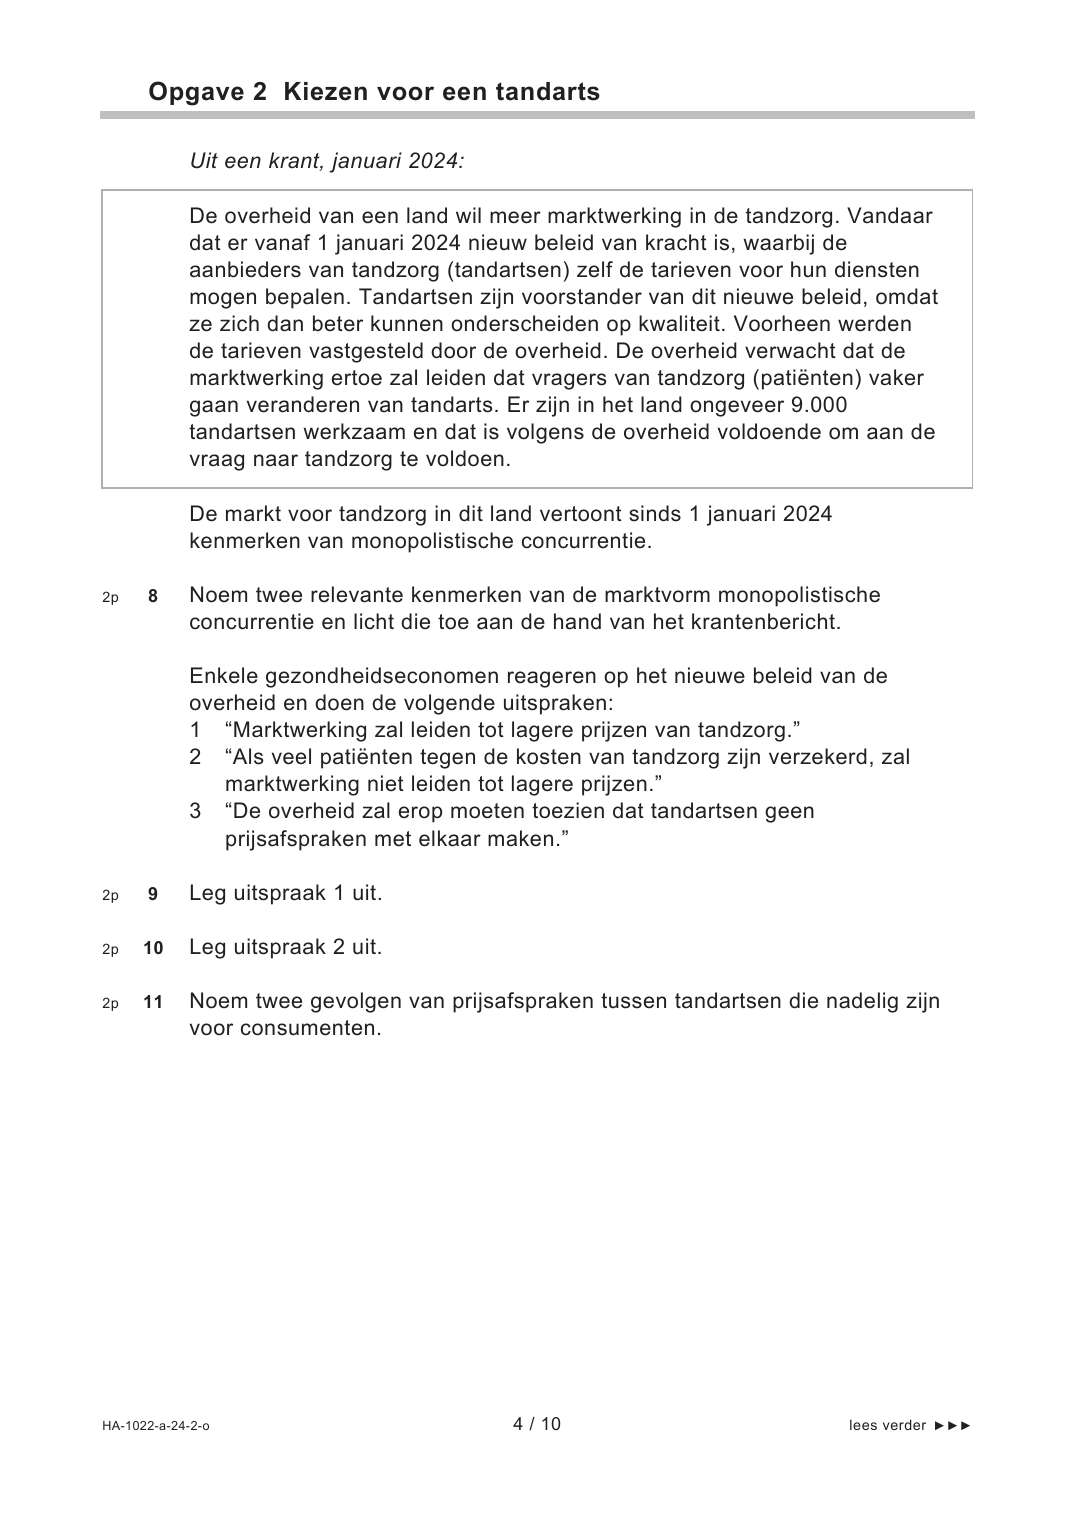 Opgave 2  Kiezen voor een tandarts
Uit een krant, januari 2024:
De overheid van een land wil meer marktwerking in de tandzorg. Vandaar
dat er vanaf 1 januari 2024 nieuw beleid van kracht is, waarbij de
aanbieders van tandzorg (tandartsen) zelf de tarieven voor hun diensten
mogen bepalen. Tandartsen zijn voorstander van dit nieuwe beleid, omdat
ze zich dan beter kunnen onderscheiden op kwaliteit. Voorheen werden
de tarieven vastgesteld door de overheid. De overheid verwacht dat de
marktwerking ertoe zal leiden dat vragers van tandzorg (patiënten) vaker
gaan veranderen van tandarts. Er zijn in het land ongeveer 9.000
tandartsen werkzaam en dat is volgens de overheid voldoende om aan de
vraag naar tandzorg te voldoen.
De markt voor tandzorg in dit land vertoont sinds 1 januari 2024
kenmerken van monopolistische concurrentie.
2p 8 Noem twee relevante kenmerken van de marktvorm monopolistische
concurrentie en licht die toe aan de hand van het krantenbericht.
Enkele gezondheidseconomen reageren op het nieuwe beleid van de
overheid en doen de volgende uitspraken:
1 “Marktwerking zal leiden tot lagere prijzen van tandzorg.”
2 “Als veel patiënten tegen de kosten van tandzorg zijn verzekerd, zal
marktwerking niet leiden tot lagere prijzen.”
3 “De overheid zal erop moeten toezien dat tandartsen geen
prijsafspraken met elkaar maken.”
2p 9 Leg uitspraak 1 uit.
2p 10 Leg uitspraak 2 uit.
2p 11 Noem twee gevolgen van prijsafspraken tussen tandartsen die nadelig zijn
voor consumenten.
HA-1022-a-24-2-o 4 / 10 lees verder ►►►